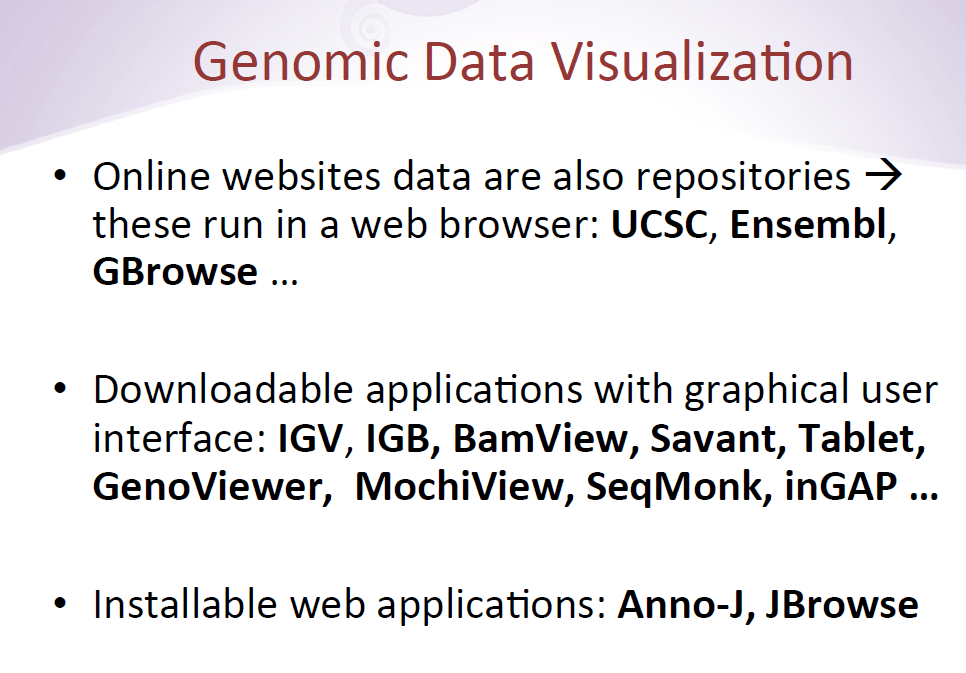 Genomic Data Visualization
• Online websites data are also repositories →
these run in a web browser: UCSC, Ensembl,
GBrowse ...
• Downloadable applications with graphical user
interface: IGV, IGB, BamView, Savant, Tablet,
GenoViewer, MochiView, SeqMonk, inGAP ...
• Installable web applications: Anno-J, JBrowse